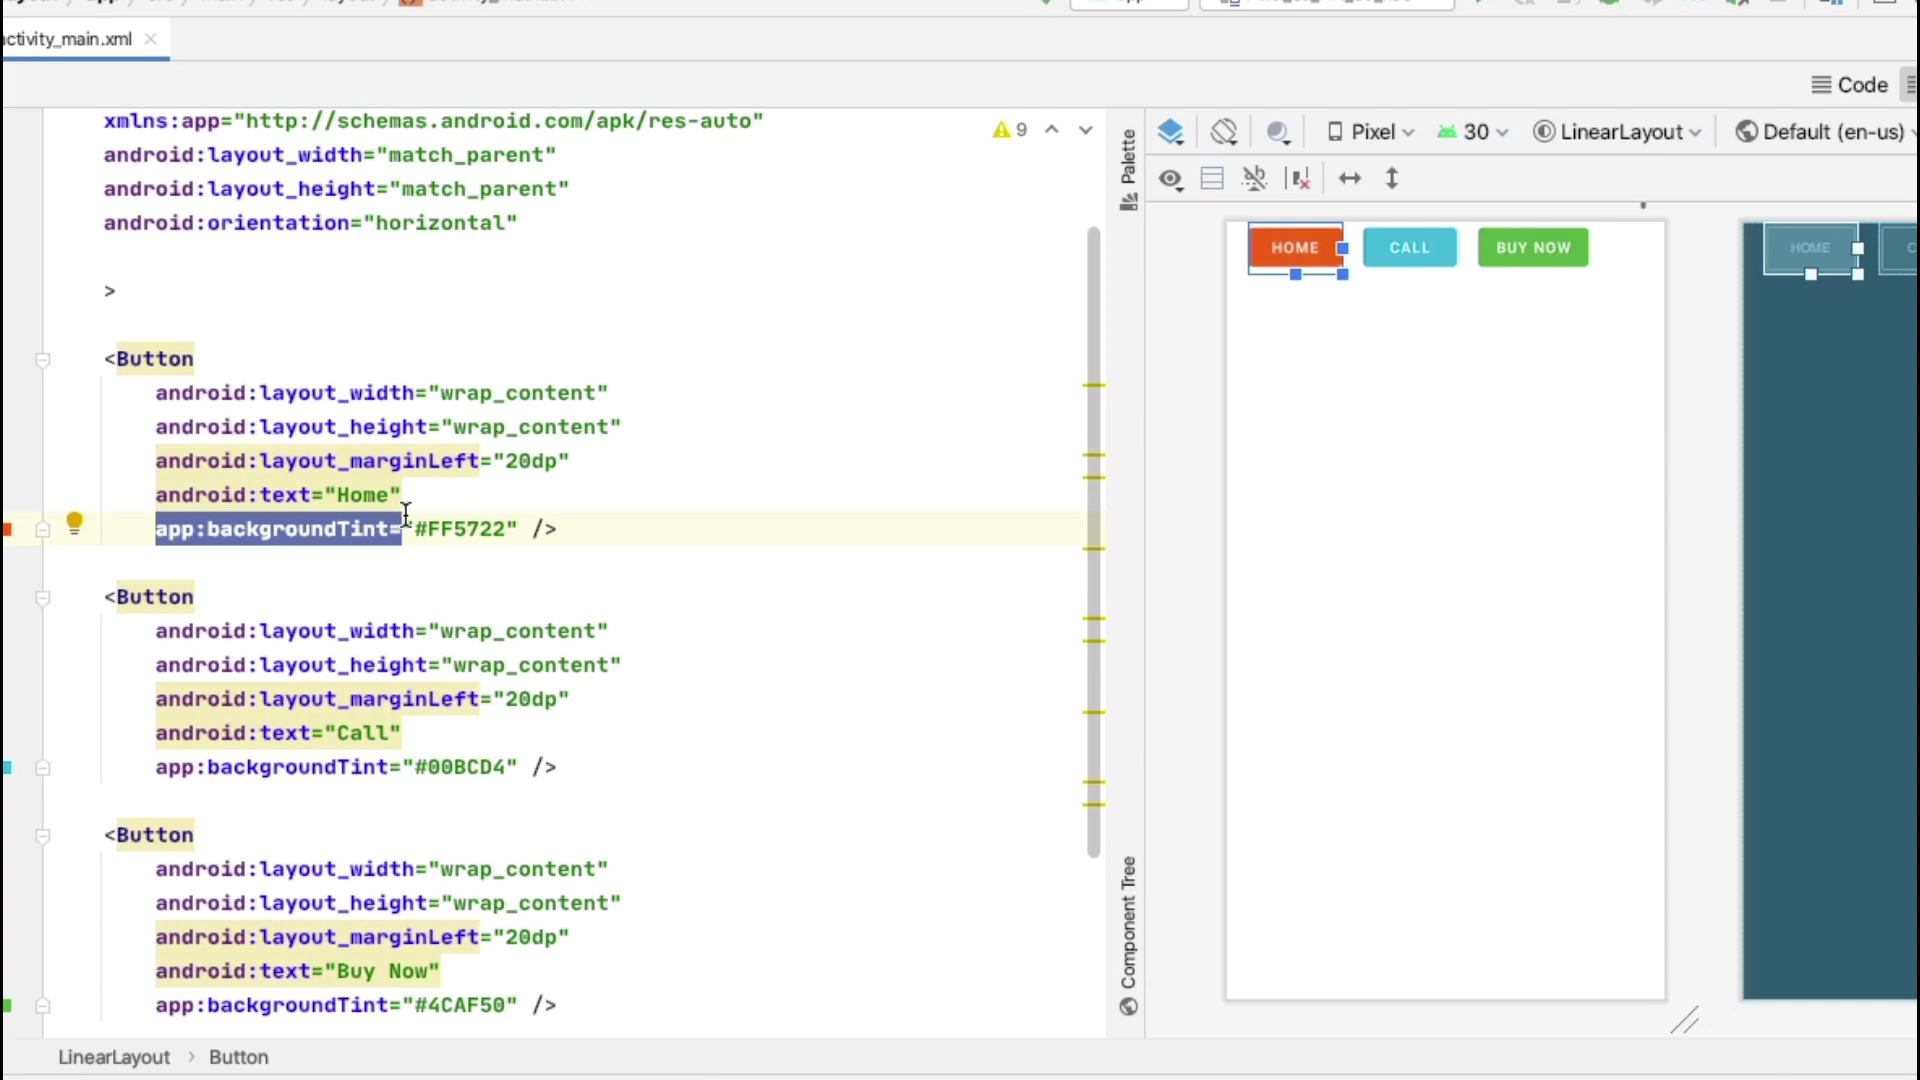 activity_main.xml
Code
xmlns:app="http://schemas.android.com/apk/res-auto"
android:layout_width="match_parent"
android:layout_height="match_parent"
android:orientation="horizontal"
>
<Button
android:layout_width="wrap_content"
android:layout_height="wrap_content"
android:layout_marginLeft="20dp"
android:text="Home"
app:backgroundTint="#FF5722" />
<Button
android:layout_width="wrap_content"
android:layout_height="wrap_content"
android:layout_marginLeft="20dp"
android:text="Call"
app:backgroundTint="#00BCD4" />
<Button
android:layout_width="wrap_content"
android:layout_height="wrap_content"
android:layout_marginLeft="20dp"
android:text="Buy Now"
app:backgroundTint="#4CAF50" />
9
Palette
Component Tree
Pixel
30
LinearLayout
Default (en-us)
HOME
CALL
BUY NOW
HOME
C
LinearLayout > Button